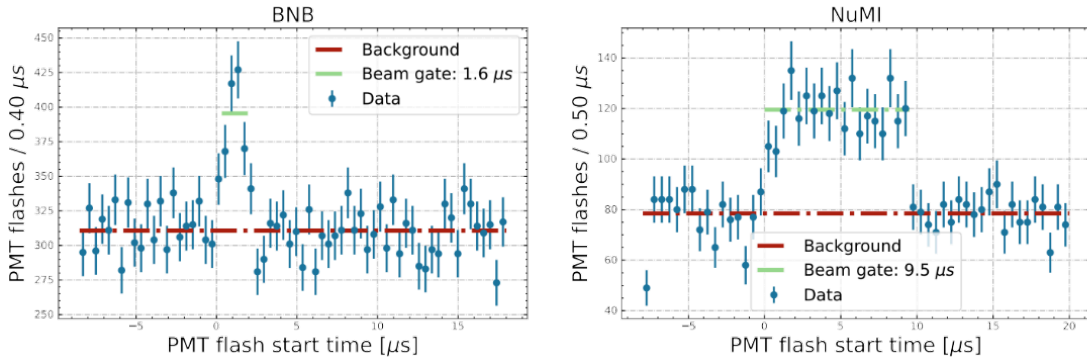 BNB
PMT flashes / 0.40 μs
450
425
400
375
350
325
300
275
250
Background
Beam gate: 1.6 μs
Data
−5
0
5
10
15
PMT flash start time [μs]
NuMI
PMT flashes / 0.50 μs
140
120
100
80
60
40
Background
Beam gate: 9.5 μs
Data
−5
0
5
10
15
20
PMT flash start time [μs]